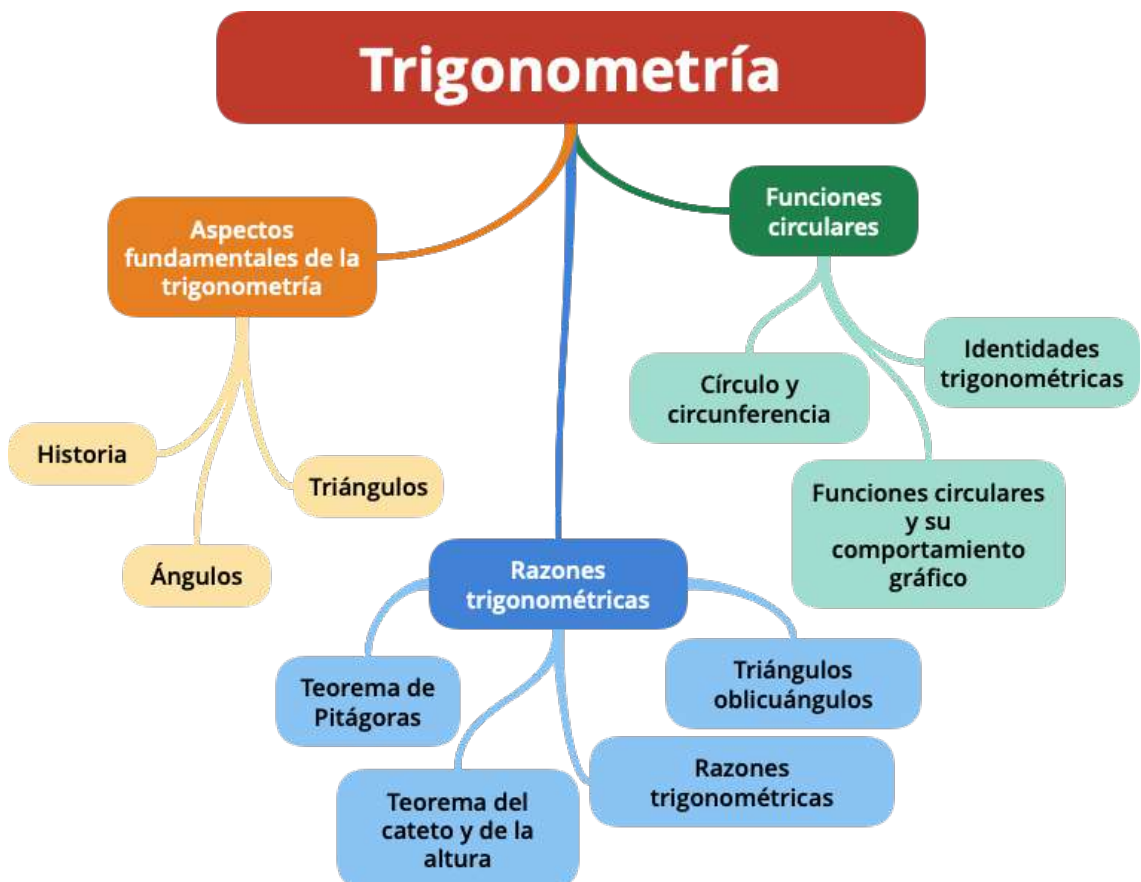 Trigonometría
Aspectos
fundamentales de la
trigonometría
Historia
Ángulos
Triángulos
Razones
trigonométricas
Teorema de
Pitágoras
Teorema del
cateto y de la
altura
Razones
trigonométricas
Triángulos
oblicuángulos
Funciones
circulares
Círculo y
circunferencia
Funciones circulares
y su
comportamiento
gráfico
Identidades
trigonométricas